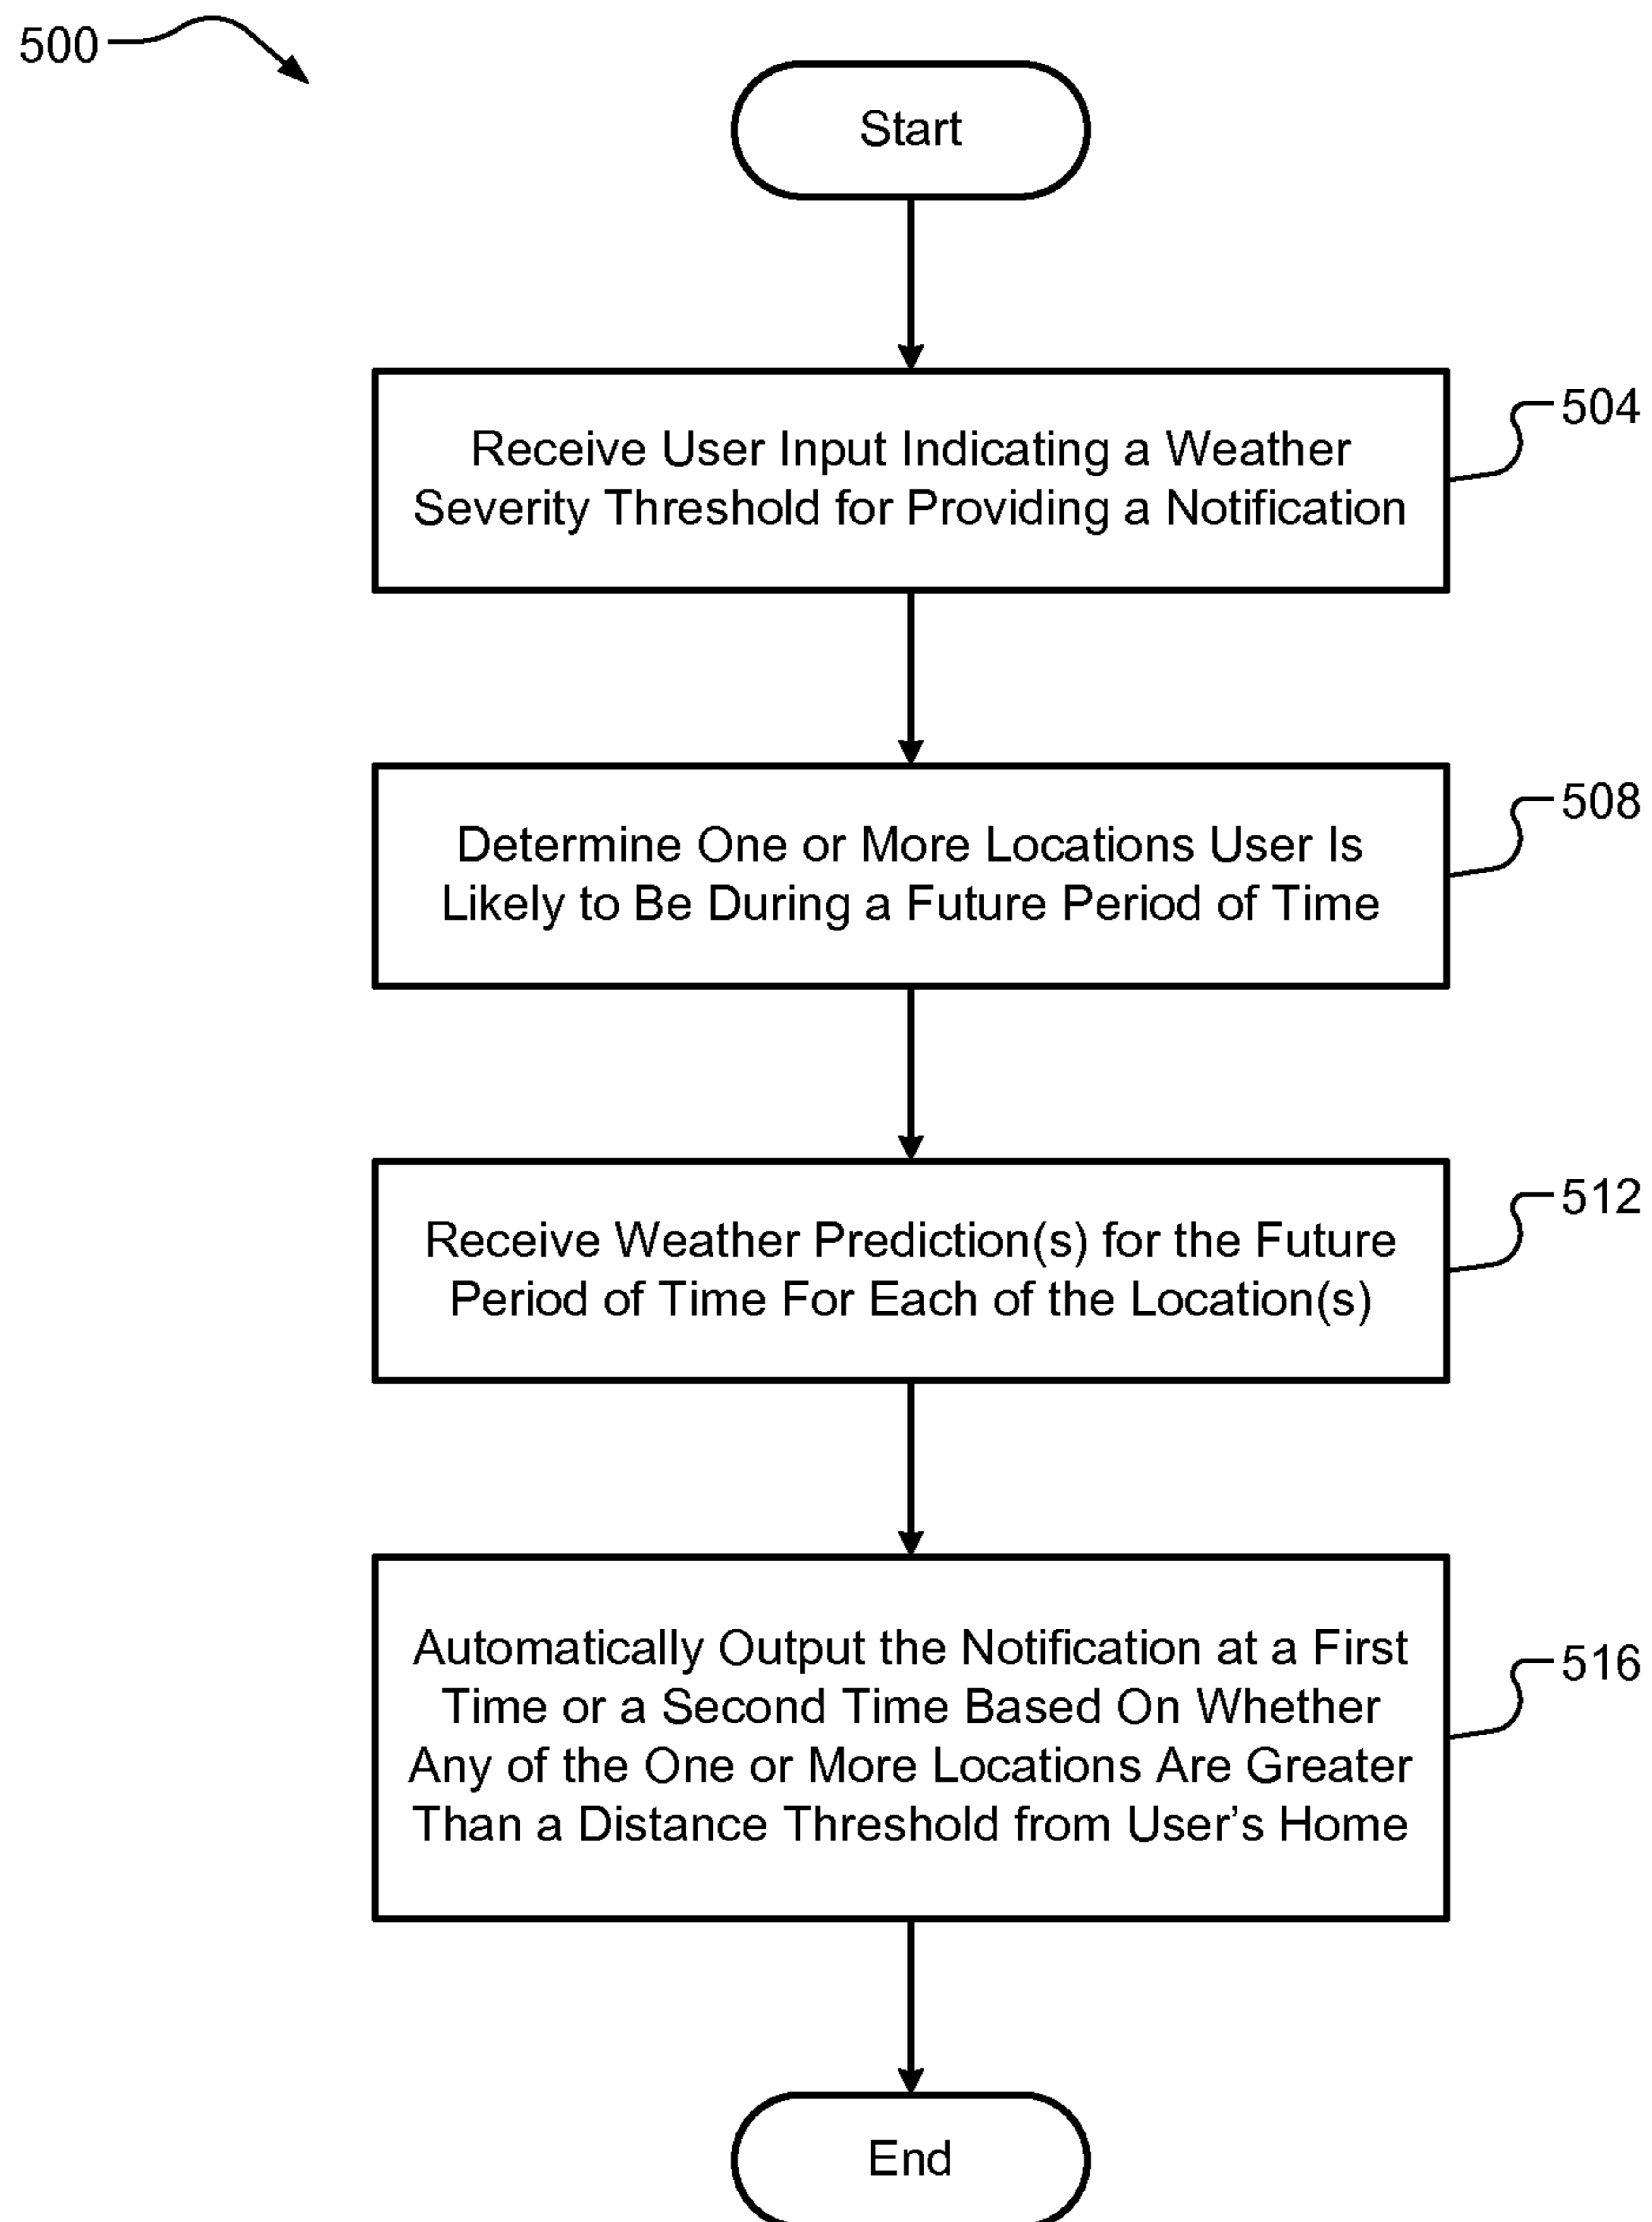 500
Start
Receive User Input Indicating a Weather
Severity Threshold for Providing a Notification
504
Determine One or More Locations User Is
Likely to Be During a Future Period of Time
508
Receive Weather Prediction(s) for the Future
Period of Time For Each of the Location(s)
512
Automatically Output the Notification at a First
Time or a Second Time Based On Whether
Any of the One or More Locations Are Greater
Than a Distance Threshold from User’s Home
516
End